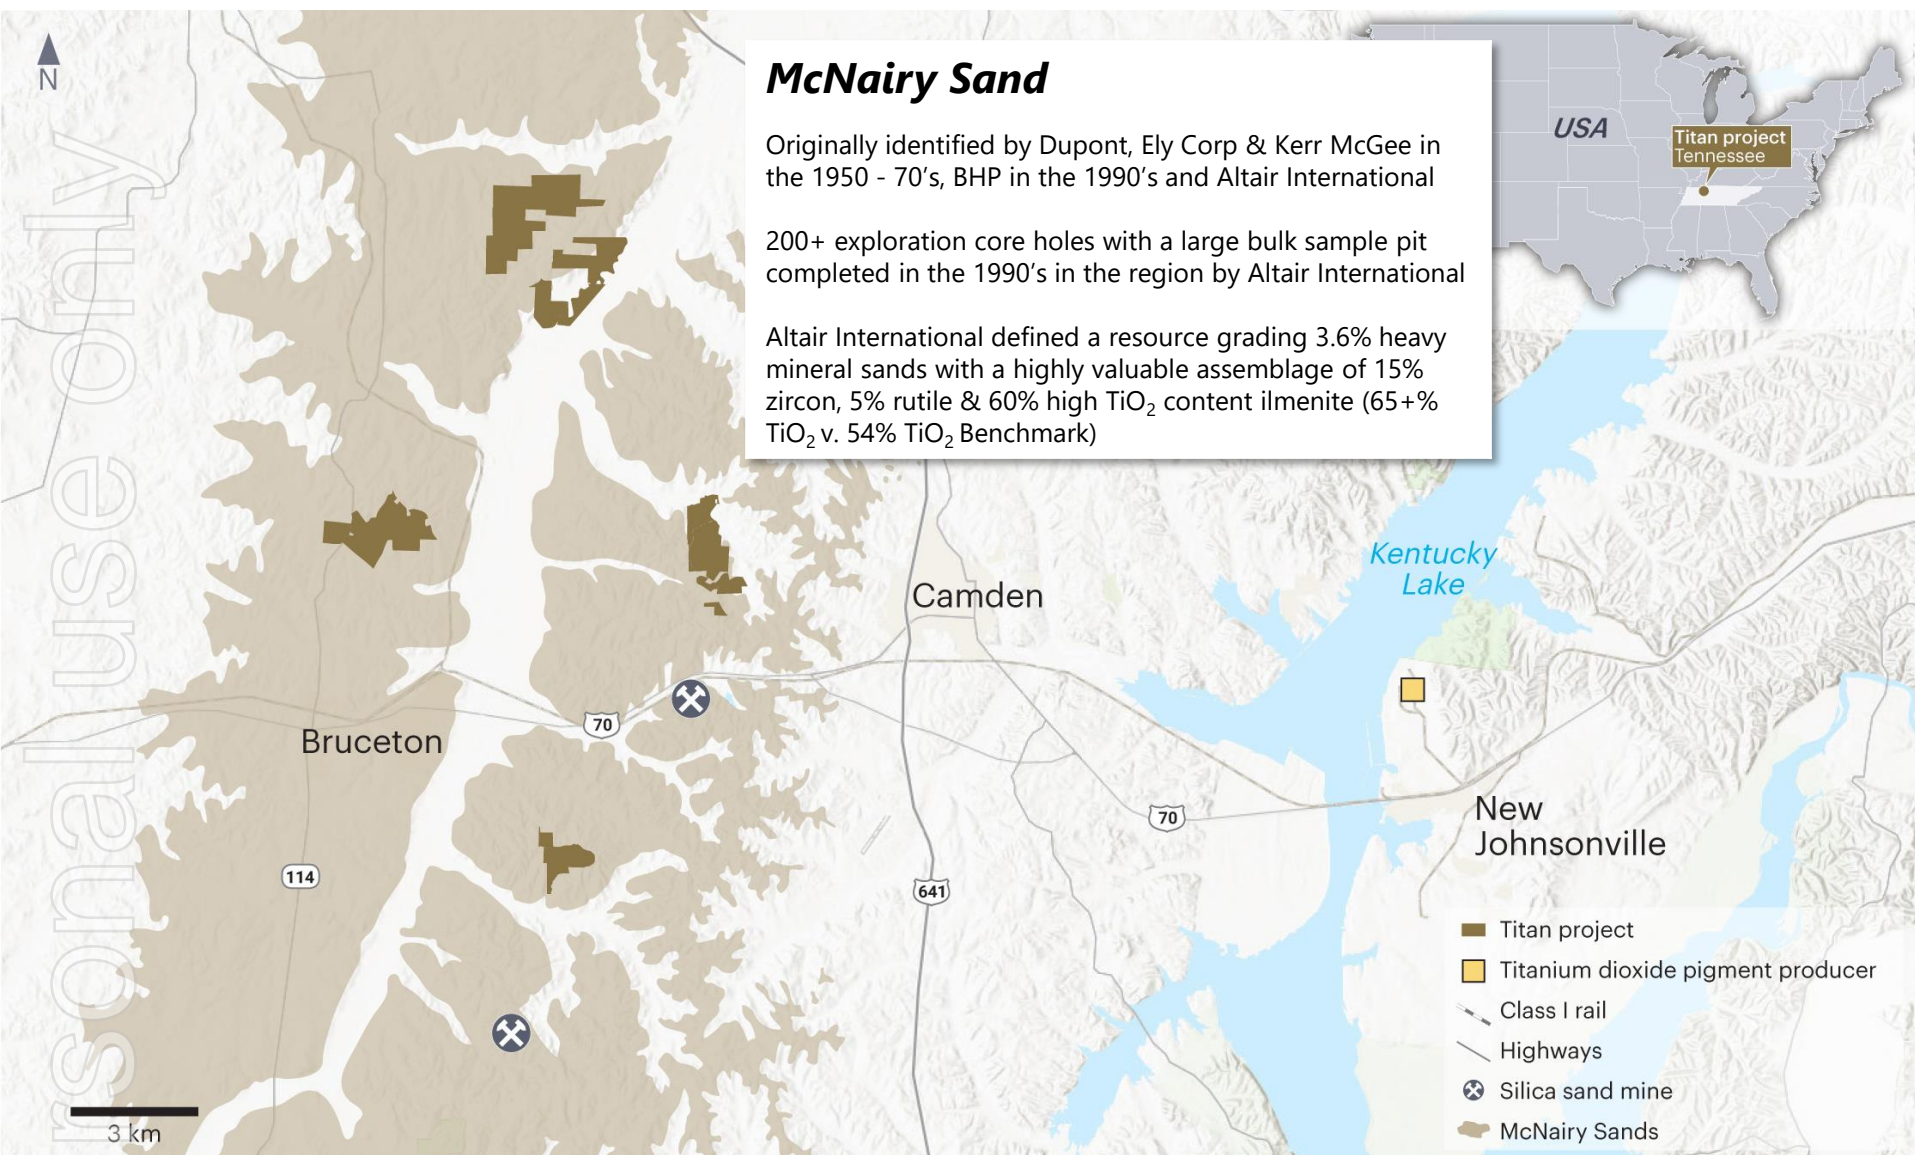 N
McNairy Sand
Originally identified by Dupont, Ely Corp & Kerr McGee in
the 1950 - 70’s, BHP in the 1990’s and Altair International
200+ exploration core holes with a large bulk sample pit
completed in the 1990’s in the region by Altair International
Altair International defined a resource grading 3.6% heavy
mineral sands with a highly valuable assemblage of 15%
zircon, 5% rutile & 60% high TiO₂ content ilmenite (65+%
TiO₂ v. 54% TiO₂ Benchmark)
USA
Titan project
Tennessee
Kentucky
Lake
Camden
Bruceton
70
70
New
Johnsonville
114
641
Titan project
Titanium dioxide pigment producer
Class I rail
Highways
Silica sand mine
McNairy Sands
3 km
rsonal use only